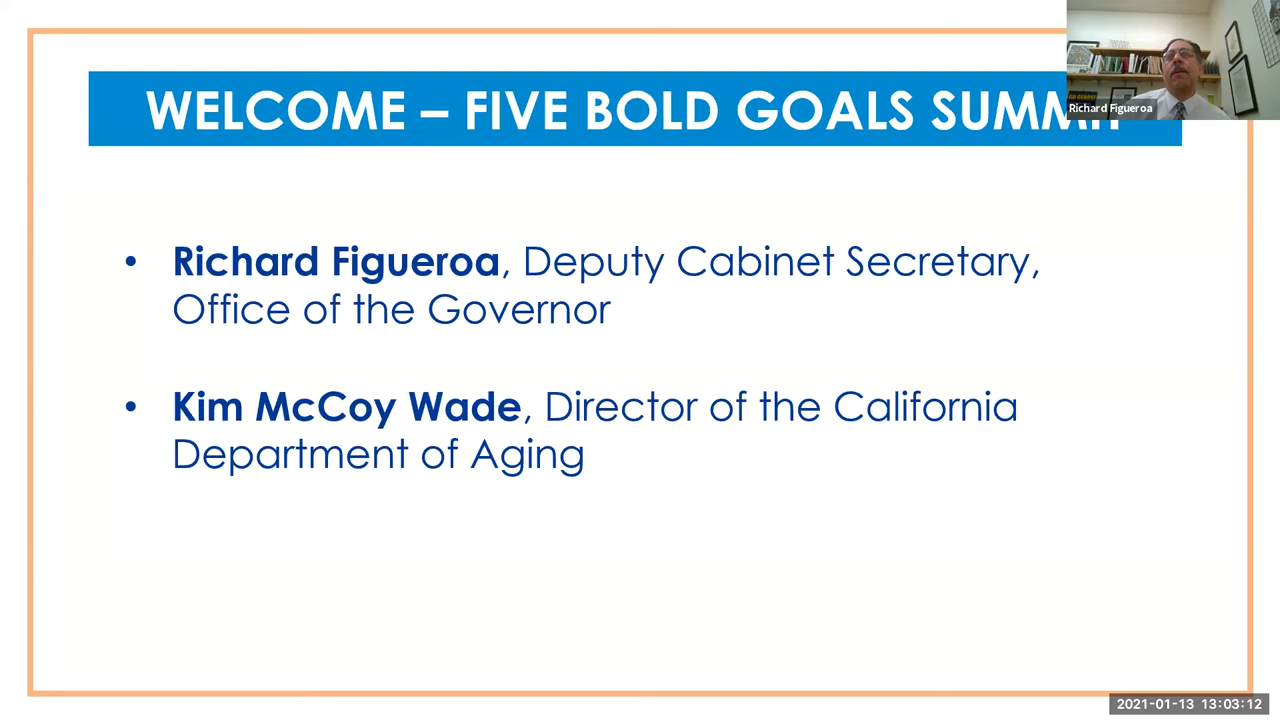 WELCOME – FIVE BOLD GOALS SUMMIT
Richard Figueroa
• Richard Figueroa, Deputy Cabinet Secretary,
Office of the Governor
• Kim McCoy Wade, Director of the California
Department of Aging
2021-01-13 13:03:12